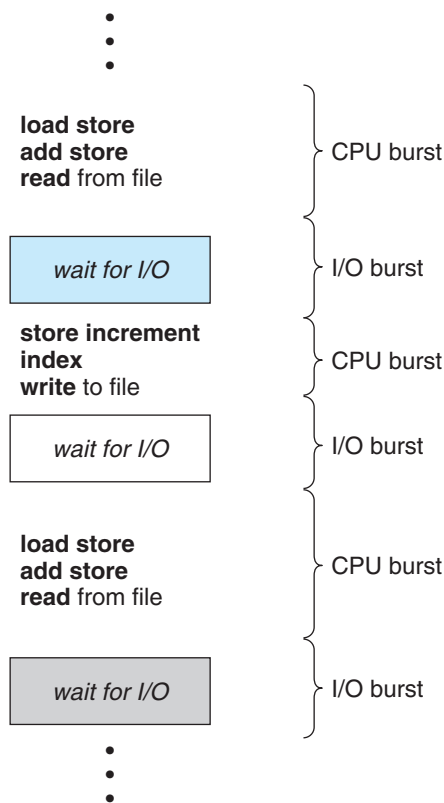 load store
add store
read from file
CPU burst
wait for I/O
I/O burst
store increment
index
write to file
CPU burst
wait for I/O
I/O burst
load store
add store
read from file
CPU burst
wait for I/O
I/O burst